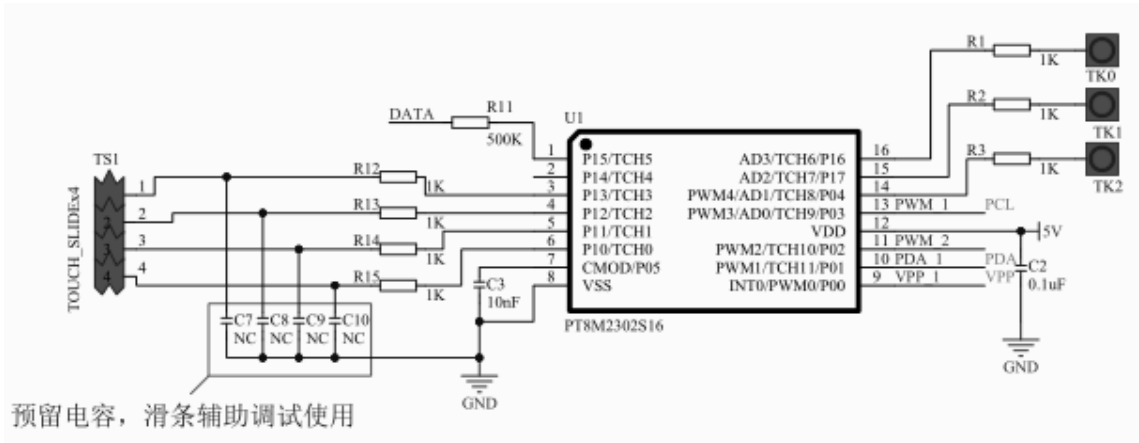 R1
1K
TK0
DATA
R11
500K
U1
R2
1K
TK1
TS1
TOUCH_SLIDEx4
1
2
3
4
2
3
4
R12
1K
R13
1K
R14
1K
R15
1K
1 P15/TCH5
2 P14/TCH4
3 P13/TCH3
4 P12/TCH2
5 P11/TCH1
6 P10/TCH0
7 CMOD/P05
8 VSS
AD3/TCH6/P16 16
AD2/TCH7/P17 15
PWM4/AD1/TCH8/P04 14
PWM3/AD0/TCH9/P03 13 PWM_1 PCL
VDD 12
PWM2/TCH10/P02 11 PWM_2
PWM1/TCH11/P01 10 PDA_1 PDA
INT0/PWM0/P00 9 VPP_1 VPP
R3
1K
TK2
5V
C2
0.1uF
GND
C3
10nF
PT8M2302S16
C7 C8 C9 C10
NC NC NC NC
GND
预留电容，滑条辅助调试使用